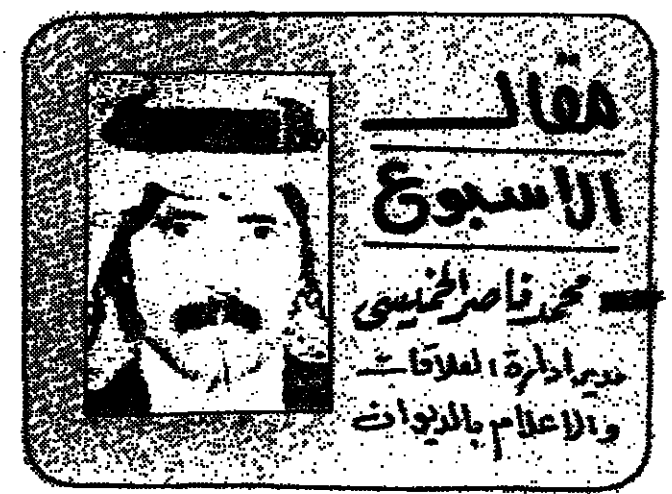 مقال
الاسبوع
محمد ناصر الخميسي
مدير ادارة العلاقات
والاعلام بالديوان